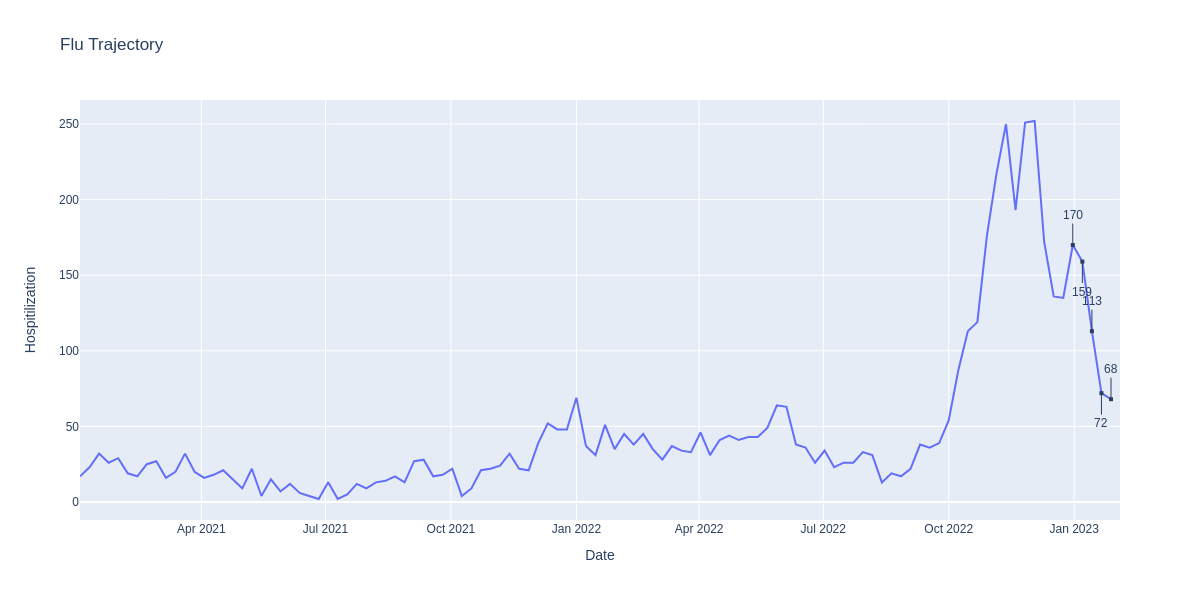 Flu Trajectory
Hospitilization
250
200
150
100
50
0
170
159
113
68
72
Apr 2021
Jul 2021
Oct 2021
Jan 2022
Apr 2022
Jul 2022
Oct 2022
Jan 2023
Date